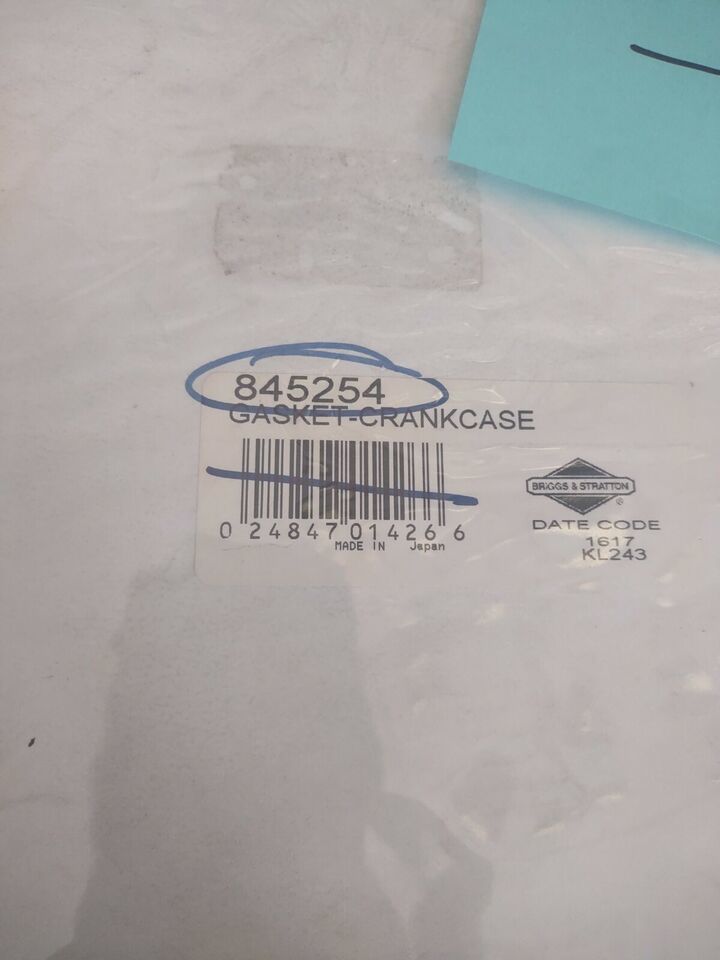 845254
GASKET-CRANKCASE
0 24847 01426 6
MADE IN Japan
BRIGGS & STRATTON
®
DATE CODE
1617
KL243